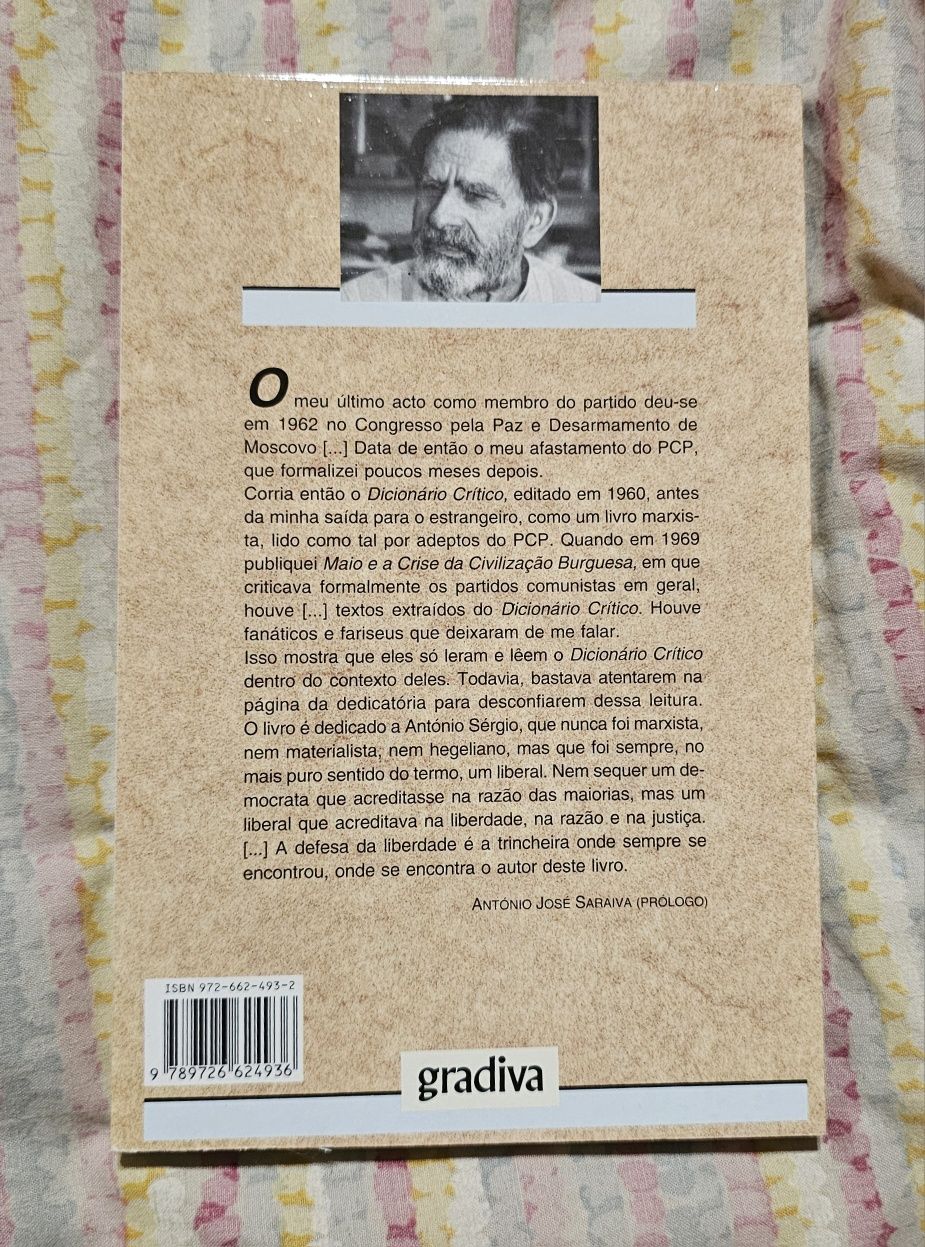 O meu último acto como membro do partido deu-se
em 1962 no Congresso pela Paz e Desarmamento de
Moscovo [...] Data de então o meu afastamento do PCP,
que formalizei poucos meses depois.
Corria então o Dicionário Crítico, editado em 1960, antes
da minha saída para o estrangeiro, como um livro marxis-
ta, lido como tal por adeptos do PCP. Quando em 1969
publiquei Maio e a Crise da Civilização Burguesa, em que
criticava formalmente os partidos comunistas em geral,
houve [...] textos extraídos do Dicionário Crítico. Houve
fanáticos e fariseus que deixaram de me falar.
Isso mostra que eles só leram e lêem o Dicionário Crítico
dentro do contexto deles. Todavia, bastava atentarem na
página da dedicatória para desconfiarem dessa leitura.
O livro é dedicado a António Sérgio, que nunca foi marxista,
nem materialista, nem hegeliano, mas que foi sempre, no
mais puro sentido do termo, um liberal. Nem sequer um de-
mocrata que acreditasse na razão das maiorias, mas um
liberal que acreditava na liberdade, na razão e na justiça.
[...] A defesa da liberdade é a trincheira onde sempre se
encontrou, onde se encontra o autor deste livro.
ANTÓNIO JOSÉ SARAIVA (PRÓLOGO)
ISBN 972-662-493-2
9 789726 624936
gradiva